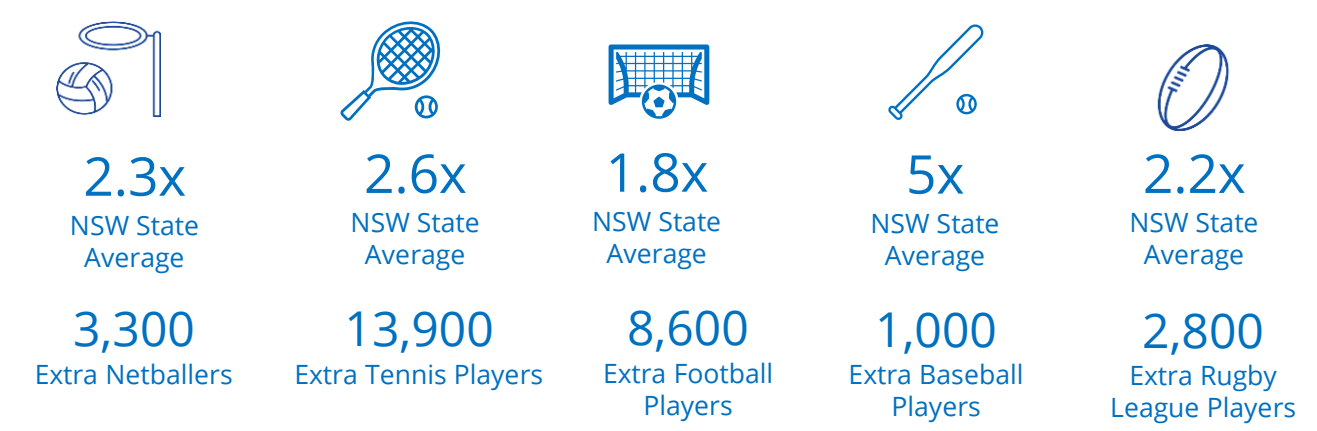 2.3x
NSW State
Average
3,300
Extra Netballers
2.6x
NSW State
Average
13,900
Extra Tennis Players
1.8x
NSW State
Average
8,600
Extra Football
Players
5x
NSW State
Average
1,000
Extra Baseball
Players
2.2x
NSW State
Average
2,800
Extra Rugby
League Players